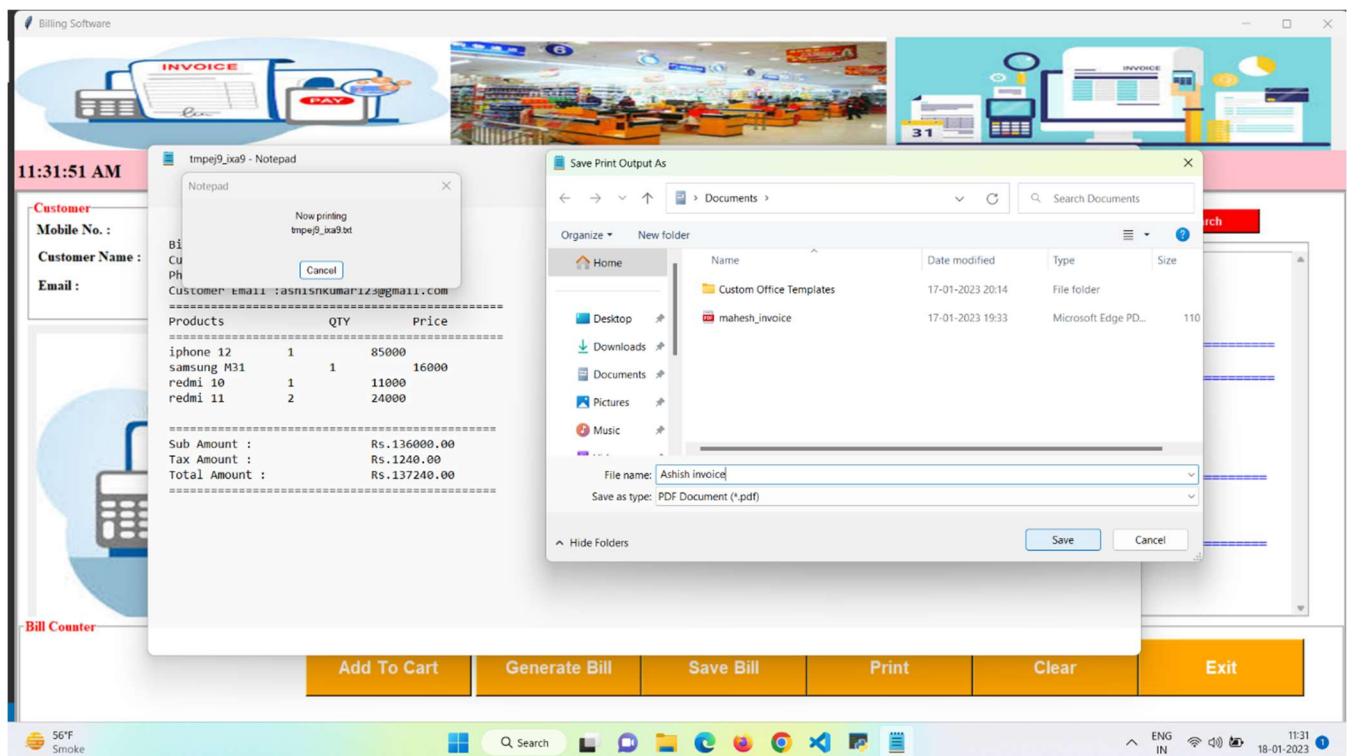 Billing Software
INVOICE
PAY
6
31
INVOICE
11:31:51 AM
Customer
Mobile No. :
Customer Name :
Email :
rch
tmpej9_ixa9 - Notepad
Notepad
Now printing
tmpej9_ixa9.txt
Cancel
Bi
Cu
Ph
Customer Email :ashishkumar123@gmail.com
================================================
Products QTY Price
================================================
iphone 12 1 85000
samsung M31 1 16000
redmi 10 1 11000
redmi 11 2 24000
===============================================
Sub Amount : Rs.136000.00
Tax Amount : Rs.1240.00
Total Amount : Rs.137240.00
===============================================
Save Print Output As
> Documents >
Search Documents
Organize New folder
Home
Desktop
Downloads
Documents
Pictures
Music
Name Date modified Type Size
Custom Office Templates 17-01-2023 20:14 File folder
mahesh_invoice 17-01-2023 19:33 Microsoft Edge PD... 110
File name: Ashish invoice
Save as type: PDF Document (*.pdf)
Hide Folders
Save Cancel
Bill Counter
Add To Cart Generate Bill Save Bill Print Clear Exit
56°F
Smoke
Search
ENG
IN
11:31
18-01-2023
1